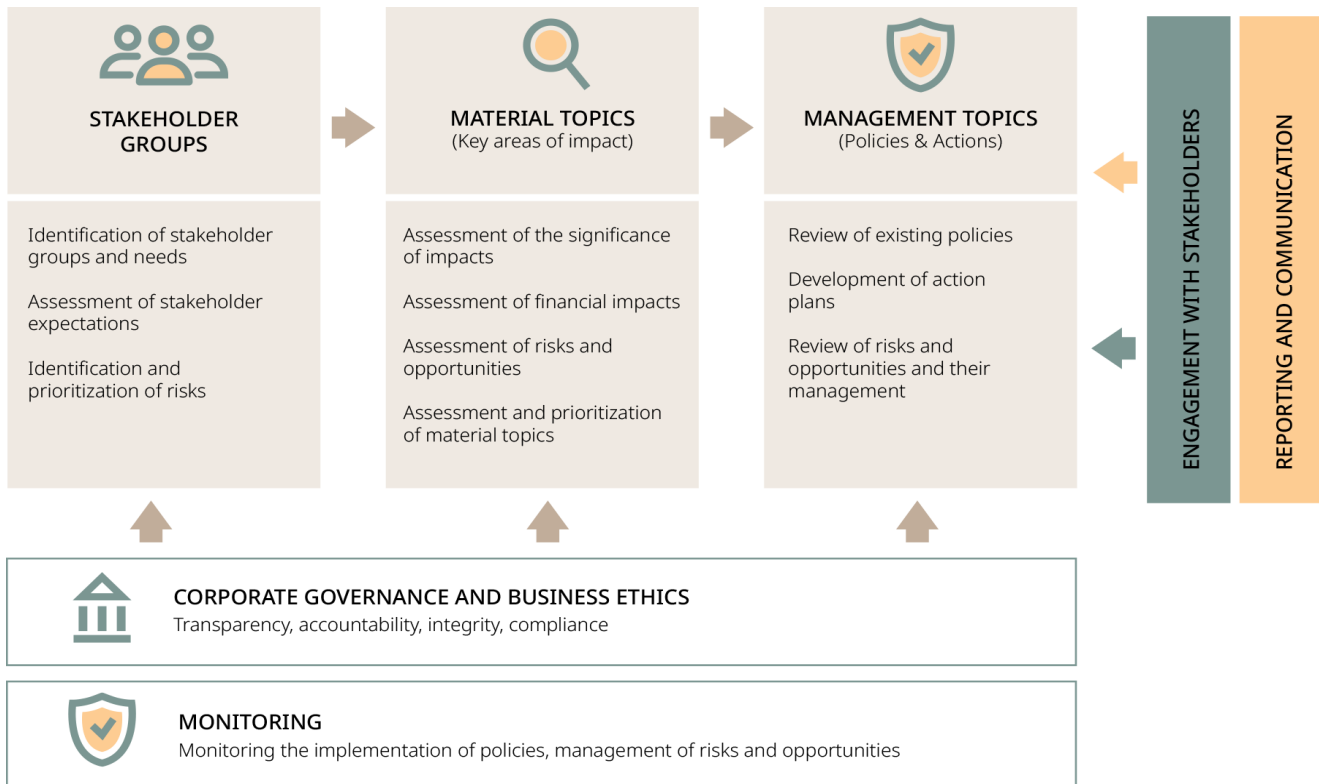 STAKEHOLDER
GROUPS
Identification of stakeholder
groups and needs
Assessment of stakeholder
expectations
Identification and
prioritization of risks
MATERIAL TOPICS
(Key areas of impact)
Assessment of the significance
of impacts
Assessment of financial impacts
Assessment of risks and
opportunities
Assessment and prioritization
of material topics
MANAGEMENT TOPICS
(Policies & Actions)
Review of existing policies
Development of action
plans
Review of risks and
opportunities and their
management
ENGAGEMENT WITH STAKEHOLDERS
REPORTING AND COMMUNICATION
CORPORATE GOVERNANCE AND BUSINESS ETHICS
Transparency, accountability, integrity, compliance
MONITORING
Monitoring the implementation of policies, management of risks and opportunities